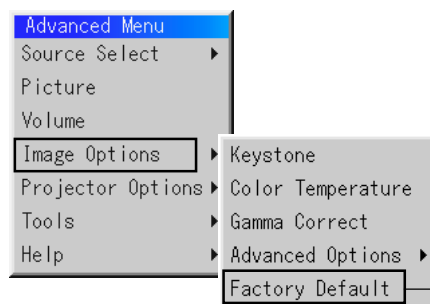 Advanced Menu
Source Select
Picture
Volume
Image Options
Projector Options
Tools
Help
Keystone
Color Temperature
Gamma Correct
Advanced Options
Factory Default